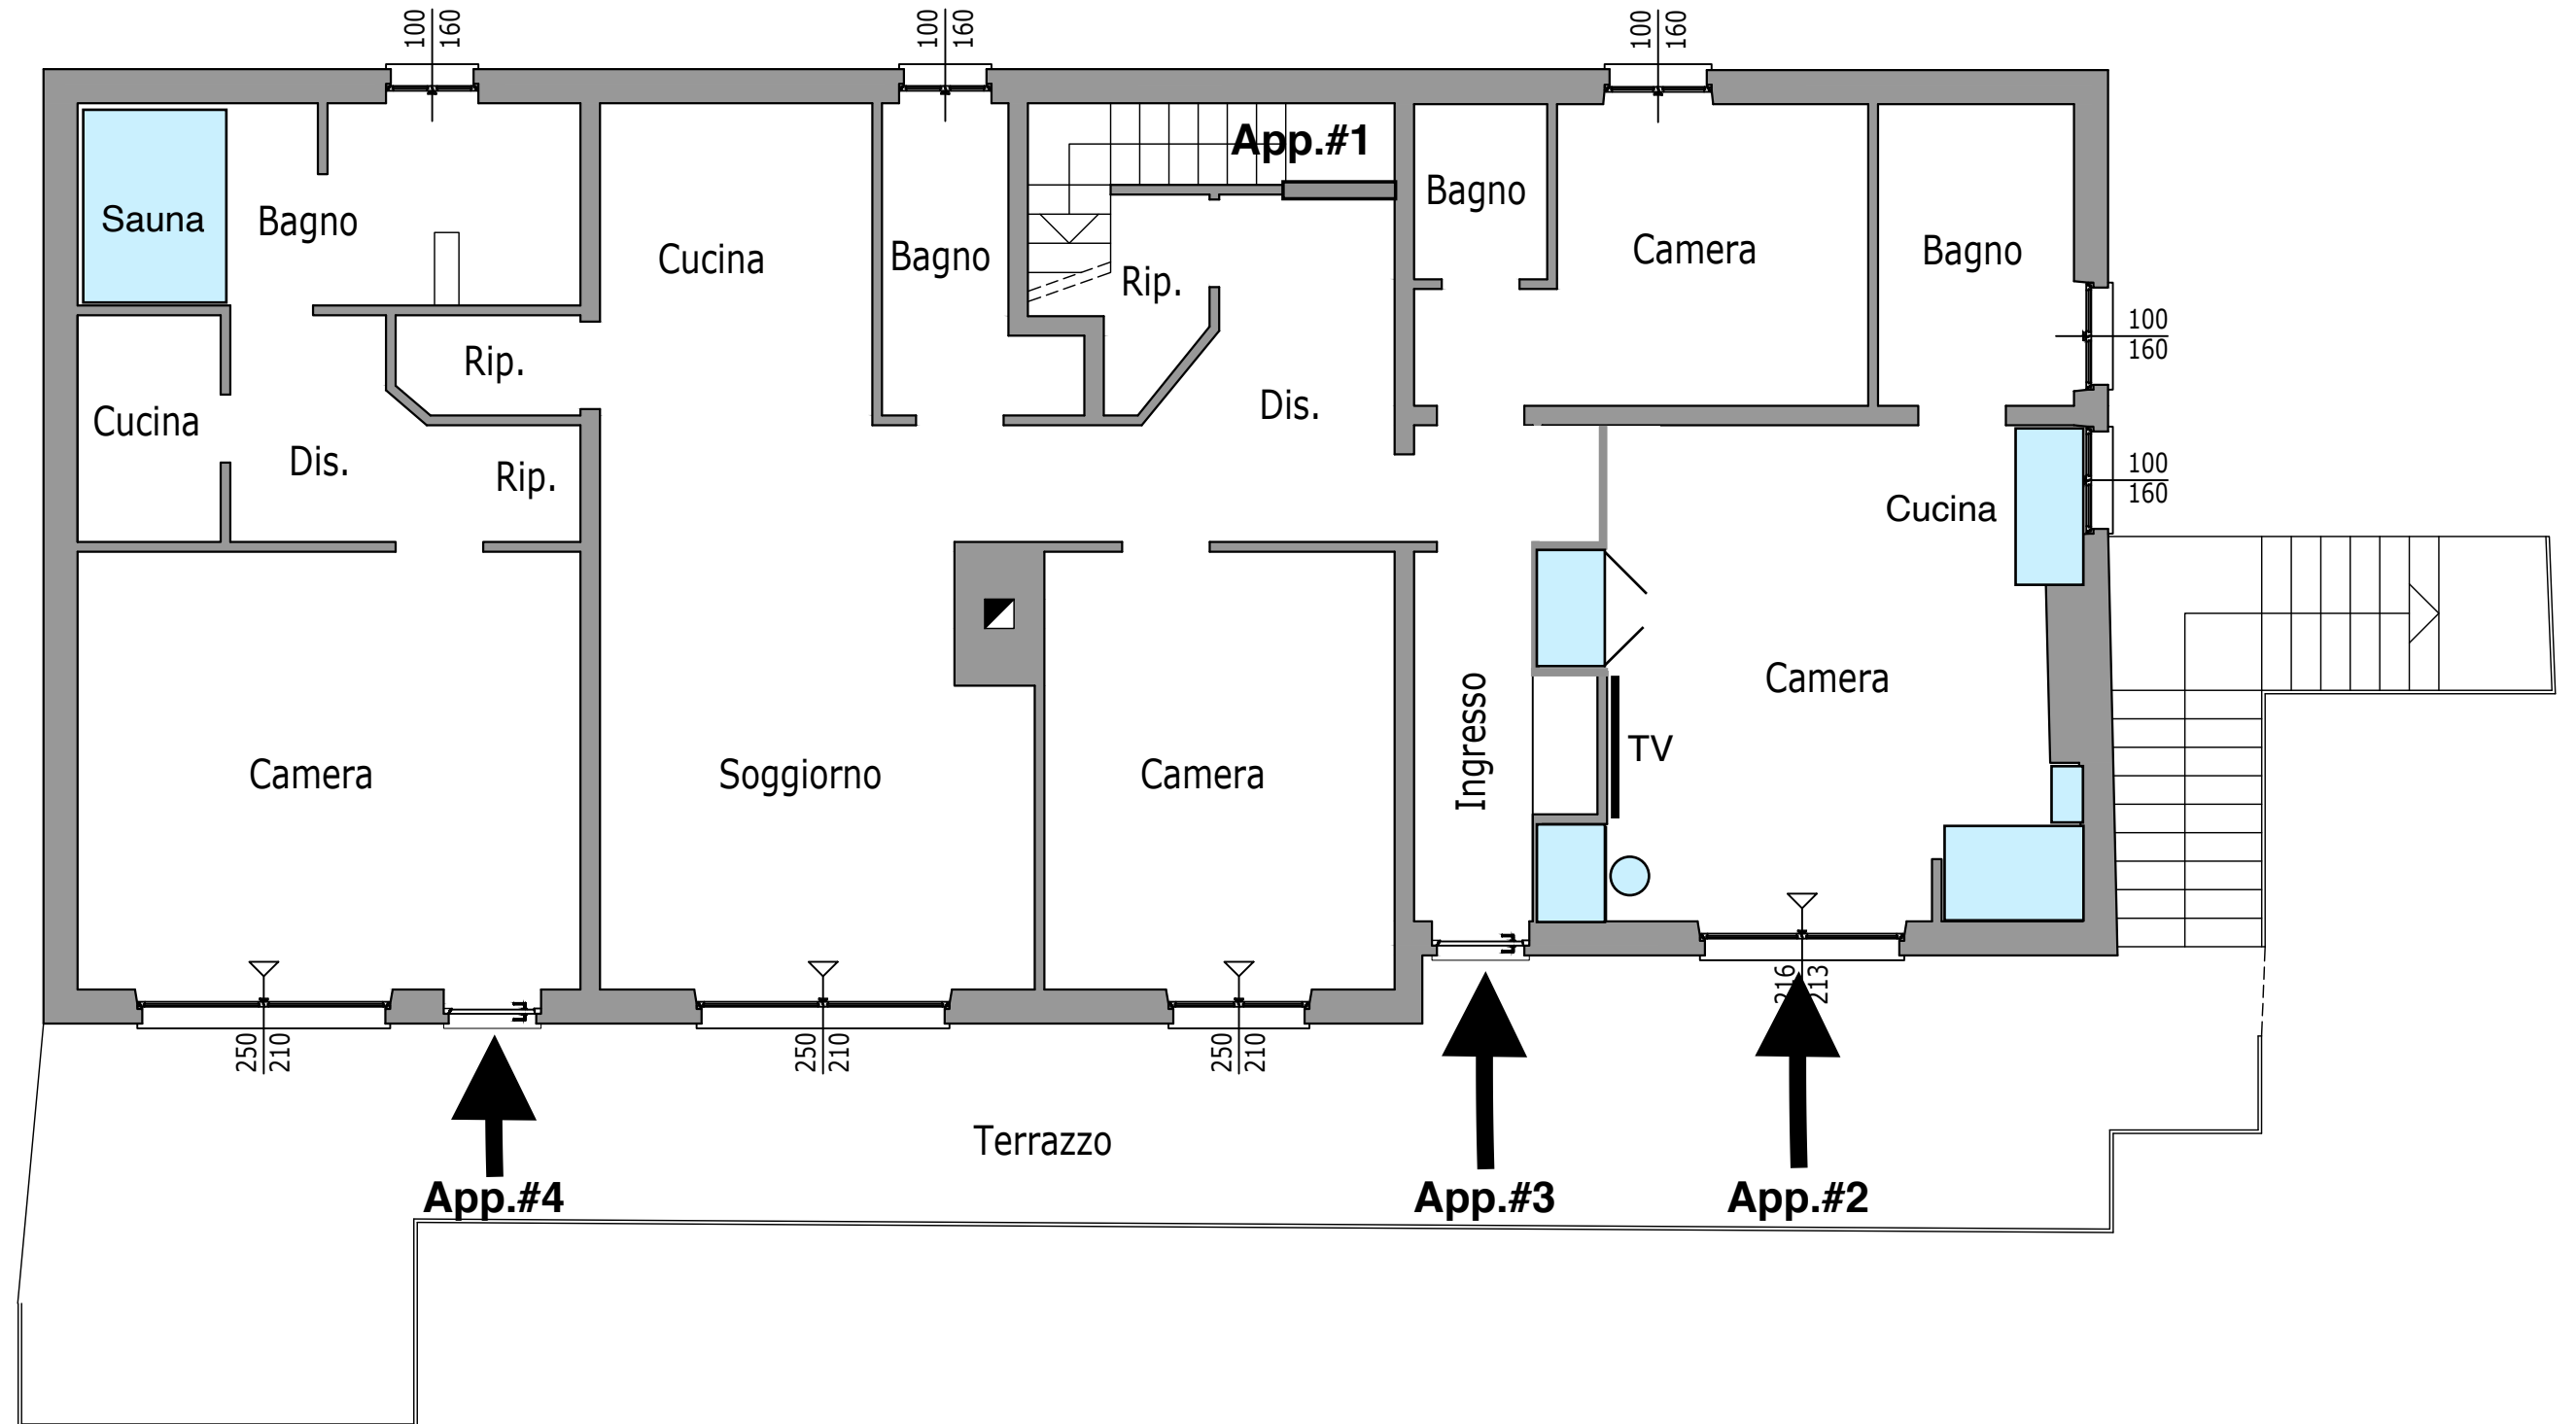 100
160
100
160
100
160
App.#1
Sauna
Bagno
Cucina
Bagno
Rip.
Bagno
Camera
Bagno
100
160
Rip.
Cucina
Dis.
Rip.
Dis.
100
160
Cucina
Camera
Soggiorno
Camera
Ingresso
Camera
TV
216
213
250
210
250
210
250
210
Terrazzo
App.#4
App.#3
App.#2